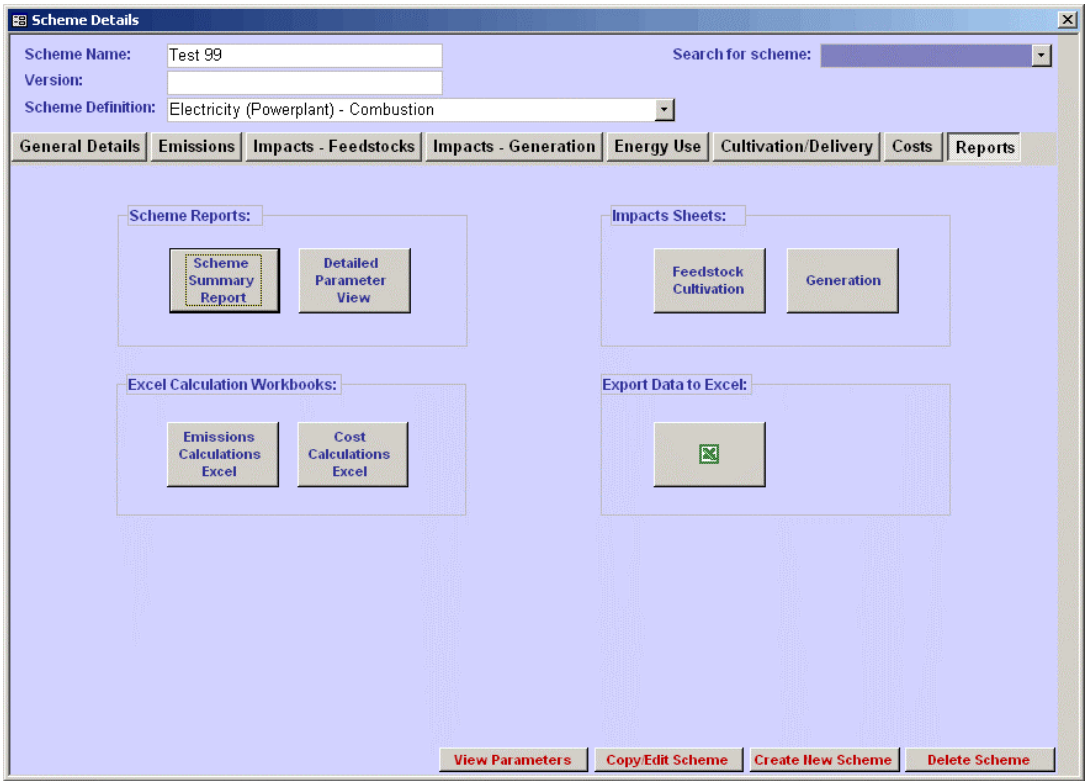 Scheme Details
Scheme Name: Test 99 Search for scheme:
Version:
Scheme Definition: Electricity (Powerplant) - Combustion
General Details Emissions Impacts - Feedstocks Impacts - Generation Energy Use Cultivation/Delivery Costs Reports
Scheme Reports:
Scheme
Summary
Report
Detailed
Parameter
View
Impacts Sheets:
Feedstock
Cultivation
Generation
Excel Calculation Workbooks:
Emissions
Calculations
Excel
Cost
Calculations
Excel
Export Data to Excel:
View Parameters Copy/Edit Scheme Create New Scheme Delete Scheme